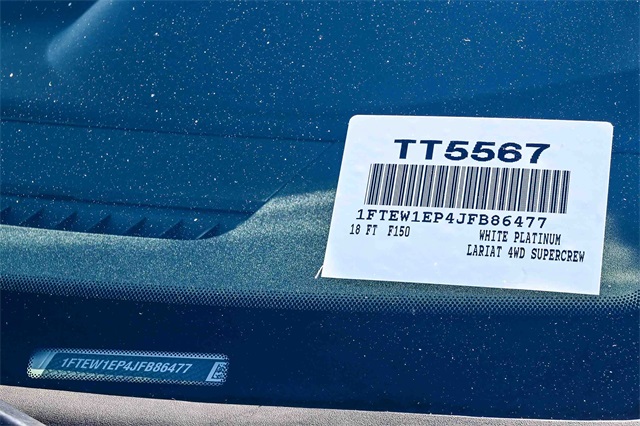 TT5567
1FTEW1EP4JFB86477
18 FT F150 WHITE PLATINUM
LARIAT 4WD SUPERCREW
1FTEW1EP4JFB86477